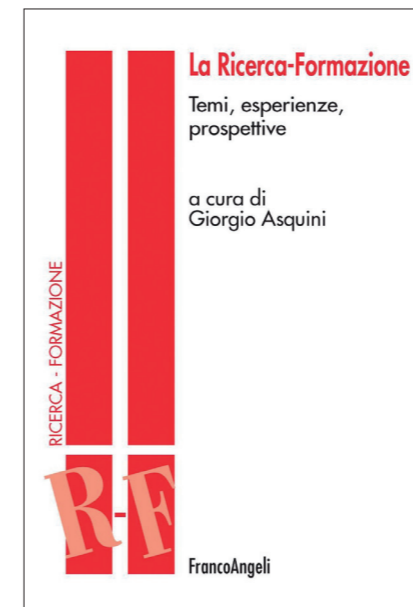 La Ricerca-Formazione
Temi, esperienze,
prospettive
a cura di
Giorgio Asquini
RICERCA - FORMAZIONE
R-F
FrancoAngeli